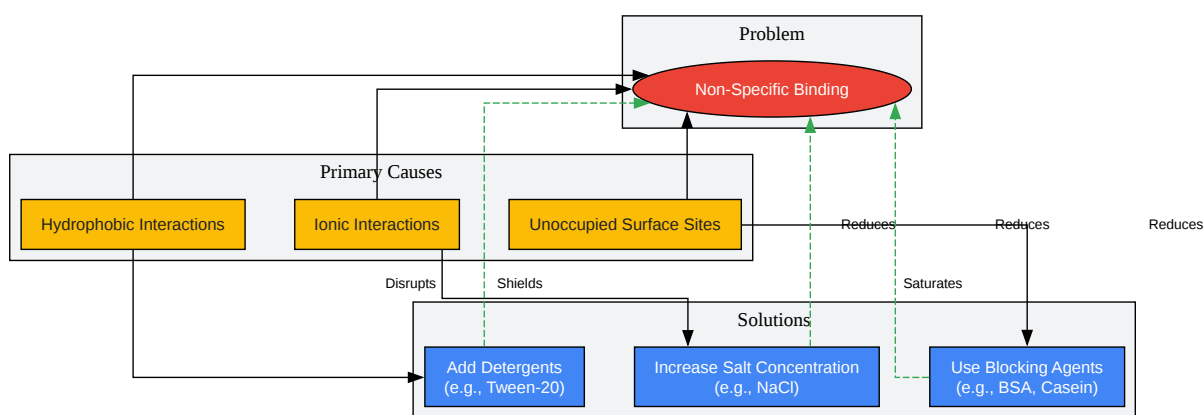 Problem
Non-Specific Binding
Primary Causes
Hydrophobic Interactions
Ionic Interactions
Unoccupied Surface Sites
Reduces
Reduces
Reduces
Disrupts
Shields
Saturates
Solutions
Add Detergents
(e.g., Tween-20)
Increase Salt Concentration
(e.g., NaCl)
Use Blocking Agents
(e.g., BSA, Casein)